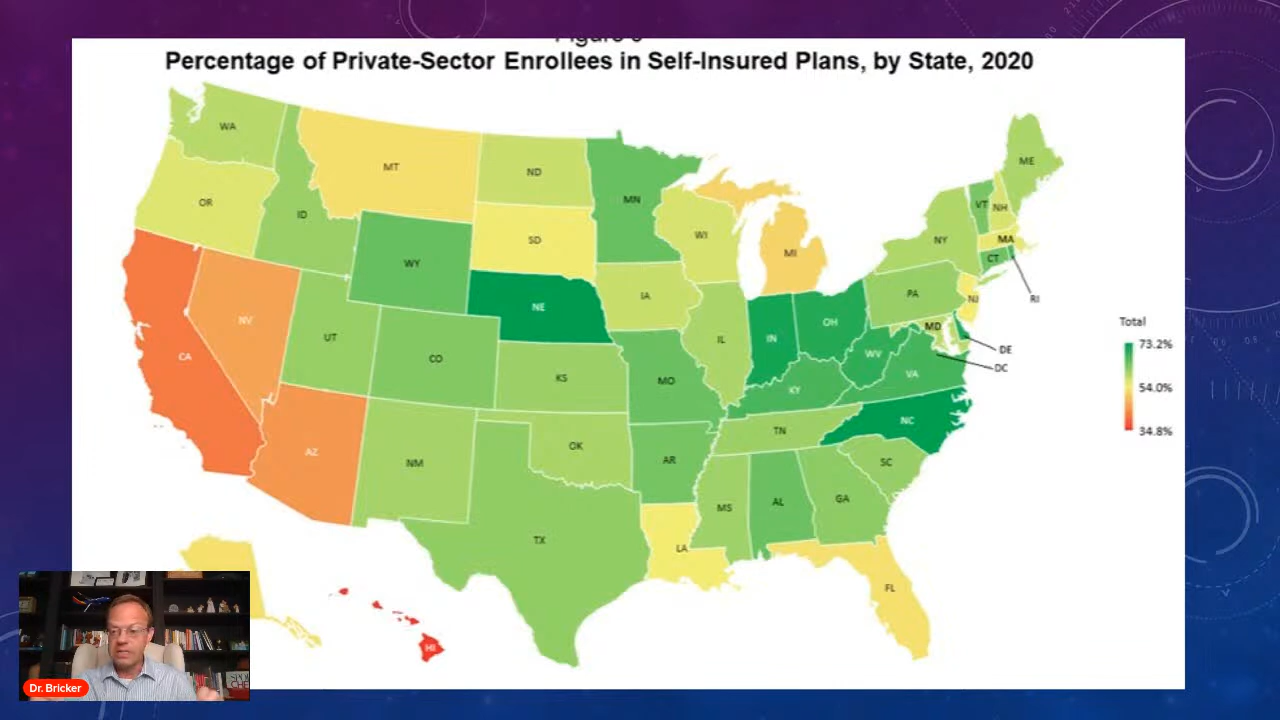 Percentage of Private-Sector Enrollees in Self-Insured Plans, by State, 2020
WA
MT
ND
MN
ME
OR
ID
WY
SD
WI
MI
NY
VT
NH
MA
CT
RI
NE
IA
PA
NJ
NV
UT
CO
IL
IN
OH
MD
DE
DC
CA
KS
MO
KY
WV
VA
AZ
NM
OK
AR
TN
NC
SC
TX
LA
MS
AL
GA
FL
HI
Total
73.2%
54.0%
34.8%
Dr. Bricker